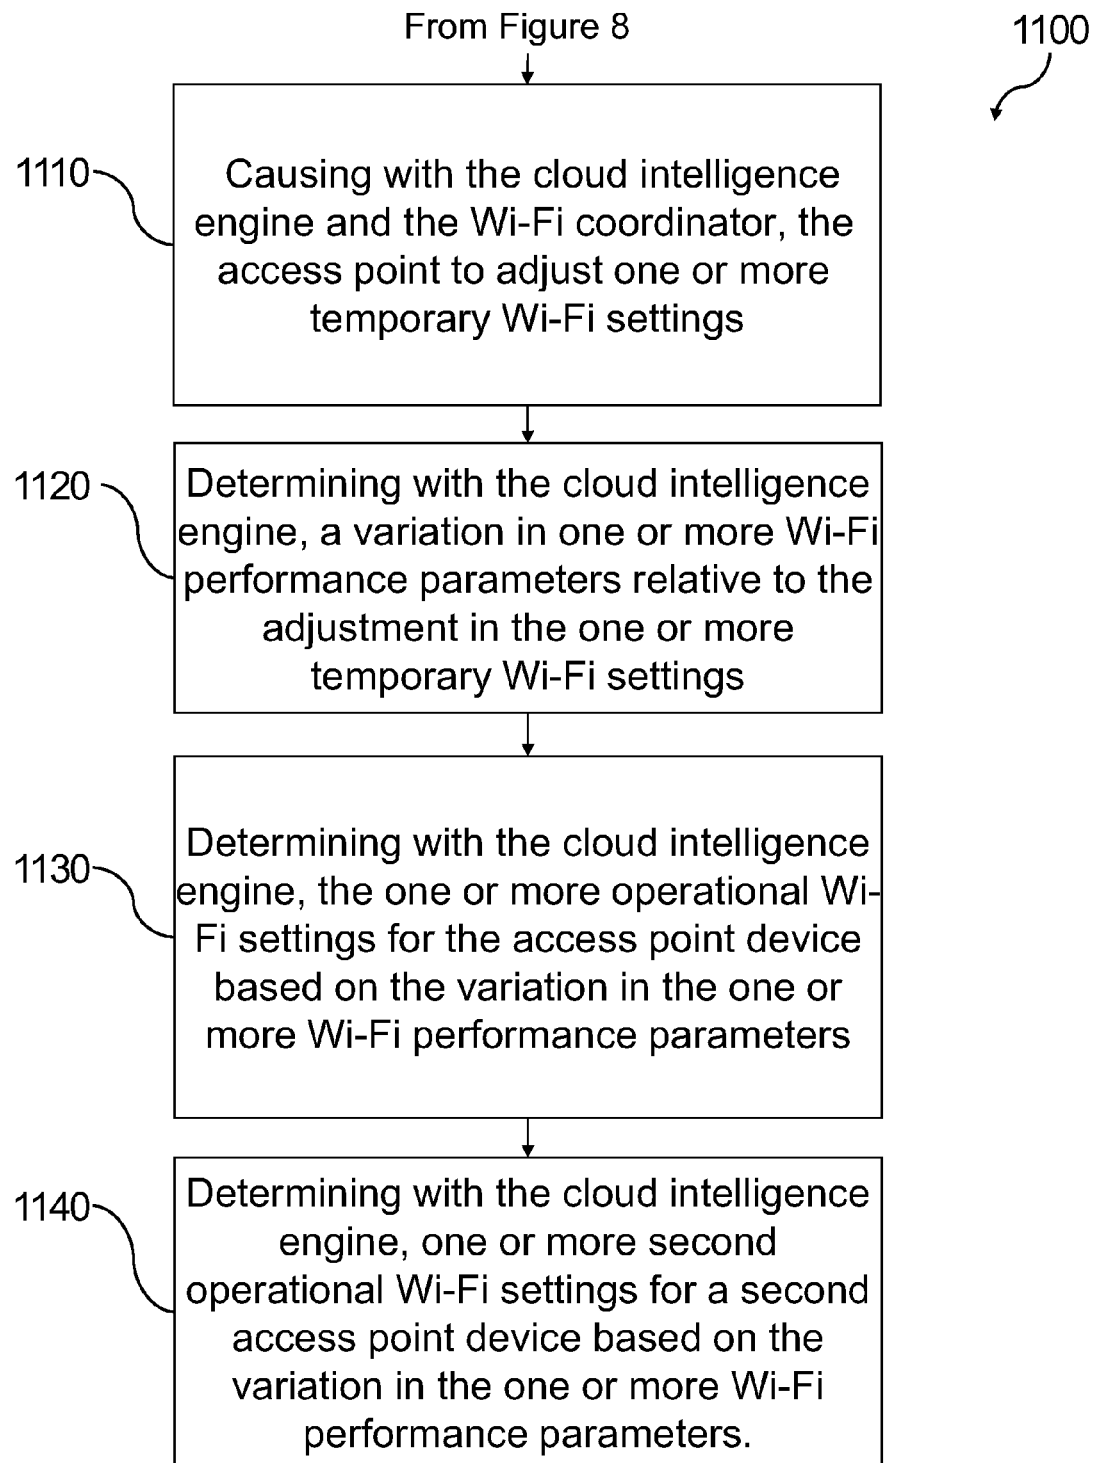 From Figure 8
1100
1110
Causing with the cloud intelligence
engine and the Wi-Fi coordinator, the
access point to adjust one or more
temporary Wi-Fi settings
1120
Determining with the cloud intelligence
engine, a variation in one or more Wi-Fi
performance parameters relative to the
adjustment in the one or more
temporary Wi-Fi settings
1130
Determining with the cloud intelligence
engine, the one or more operational Wi-
Fi settings for the access point device
based on the variation in the one or
more Wi-Fi performance parameters
1140
Determining with the cloud intelligence
engine, one or more second
operational Wi-Fi settings for a second
access point device based on the
variation in the one or more Wi-Fi
performance parameters.